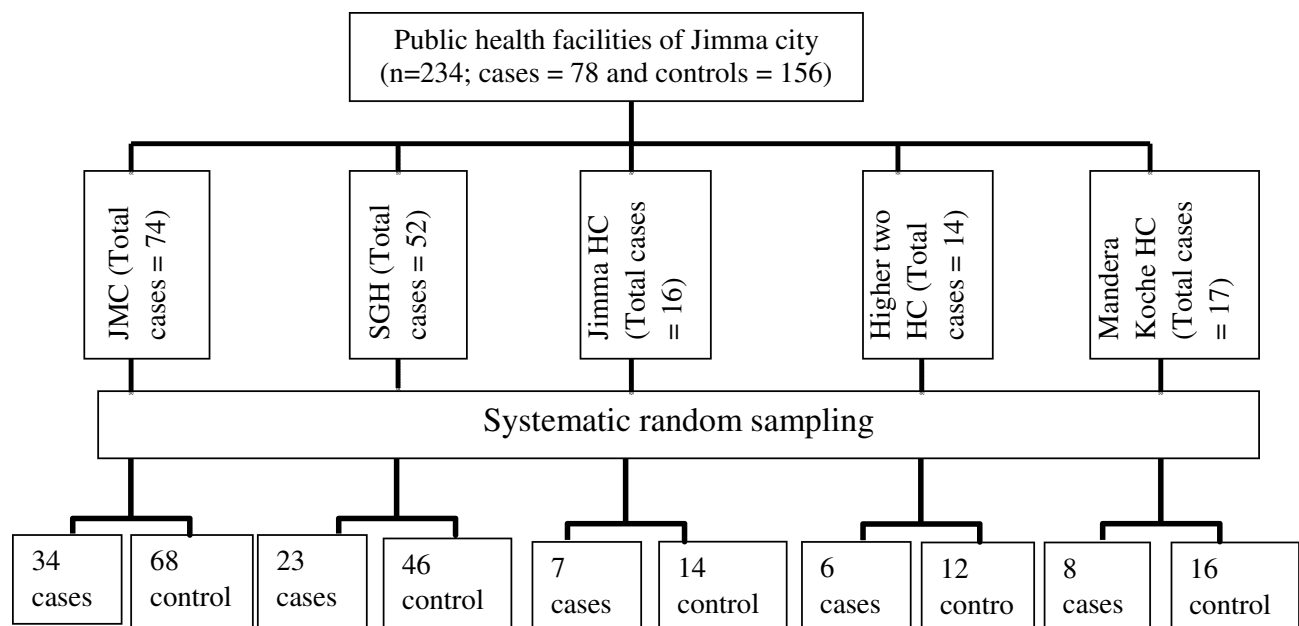 Public health facilities of Jimma city
(n=234; cases = 78 and controls = 156)
JMC (Total
cases = 74)
SGH (Total
cases = 52)
Jimma HC
(Total cases
= 16)
Higher two
HC (Total
cases = 14)
Mandera
Koche HC
(Total cases
= 17)
Systematic random sampling
34
cases
68
control
23
cases
46
control
7
cases
14
control
6
cases
12
contro
8
cases
16
control